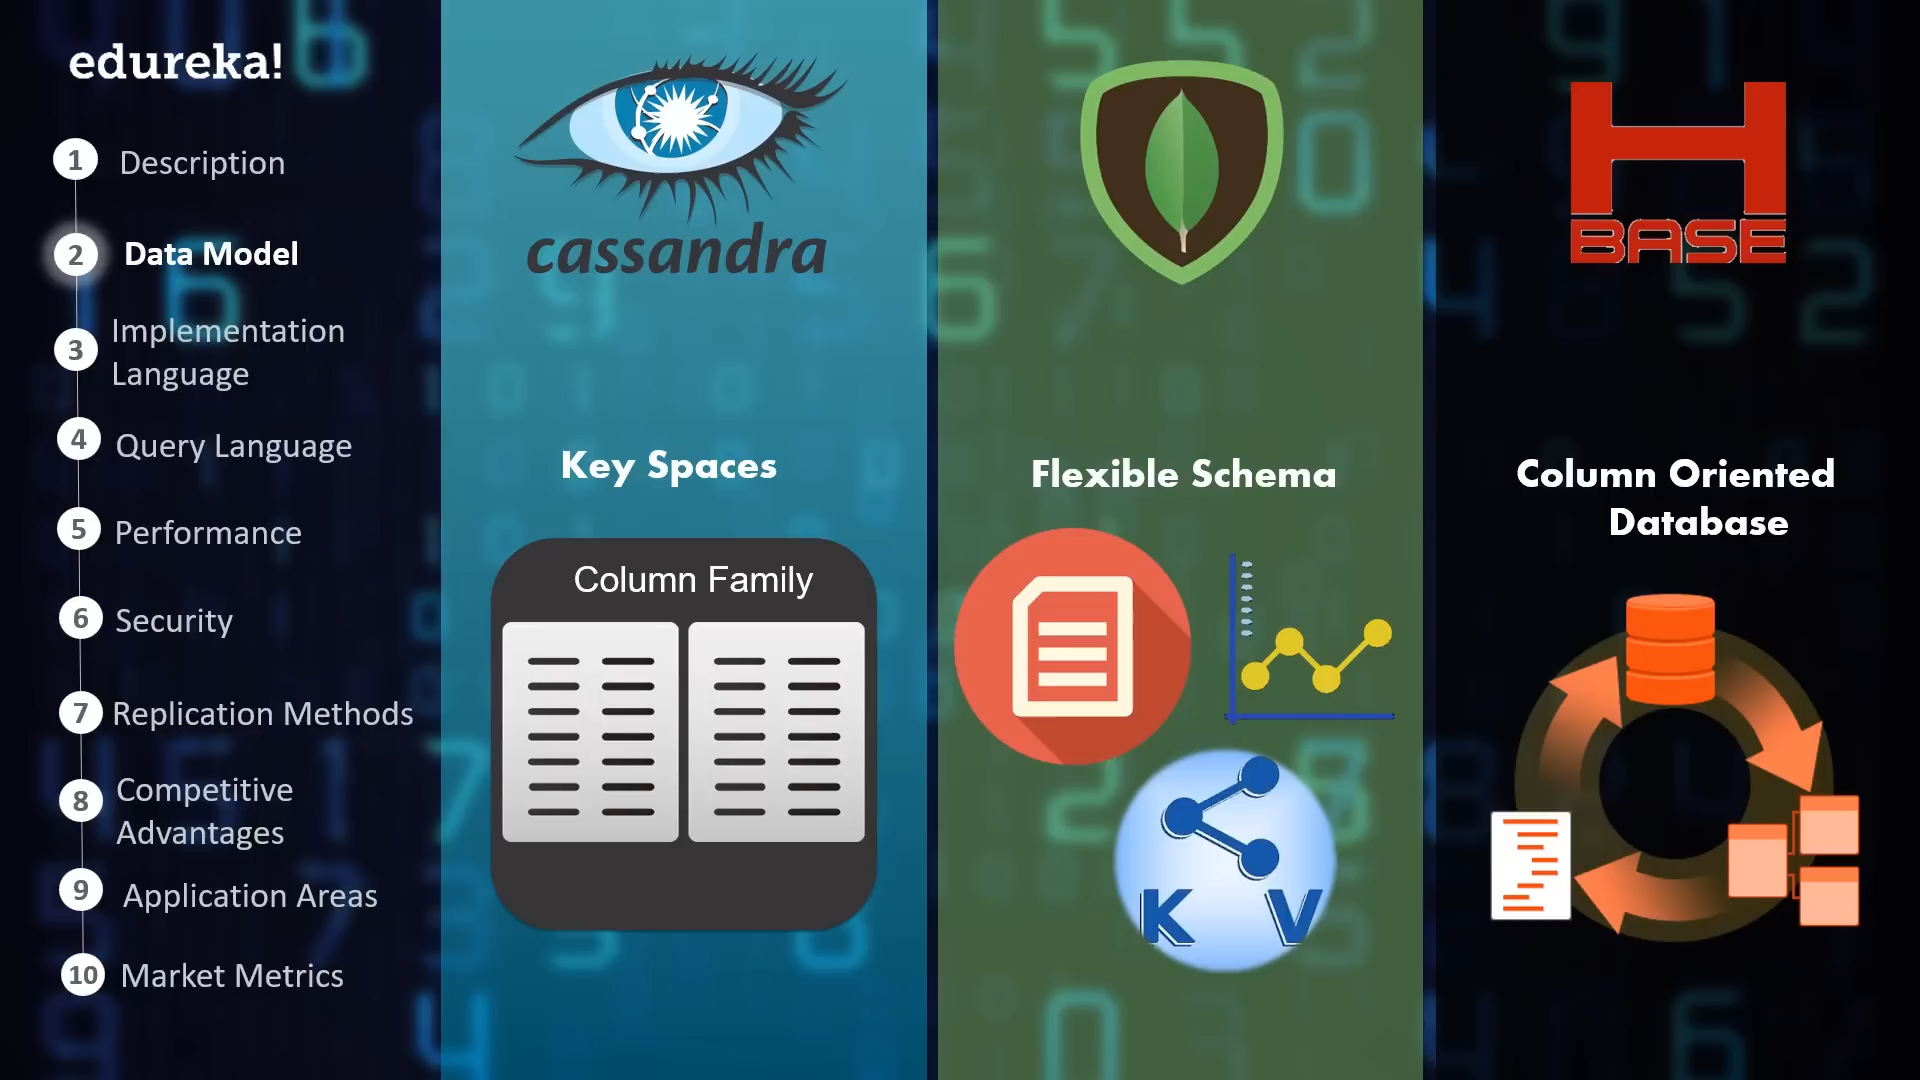 edureka!
1 Description
2 Data Model
3 Implementation
Language
4 Query Language
5 Performance
6 Security
7 Replication Methods
8 Competitive
Advantages
9 Application Areas
10 Market Metrics
cassandra
Key Spaces
Column Family
Flexible Schema
K V
H
BASE
Column Oriented
Database